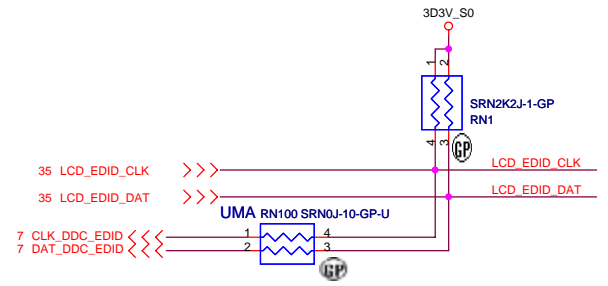 3D3V_S0
1 2
SRN2K2J-1-GP
RN1
4 3
GP
35 LCD_EDID_CLK
LCD_EDID_CLK
35 LCD_EDID_DAT
LCD_EDID_DAT
UMA RN100 SRN0J-10-GP-U
7 CLK_DDC_EDID 1 4
7 DAT_DDC_EDID 2 3
GP